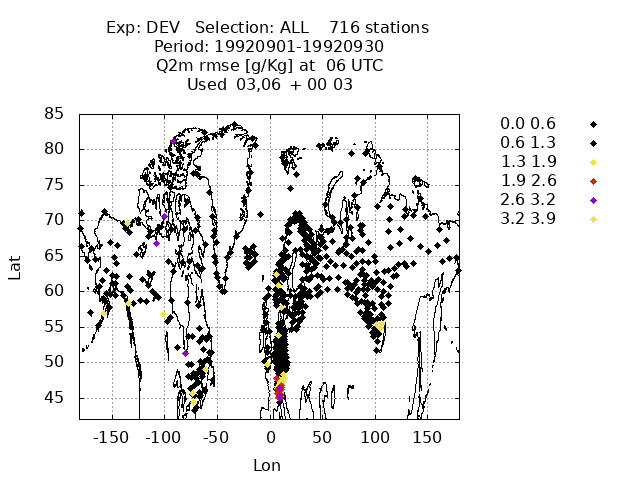 Exp: DEV   Selection: ALL    716 stations
Period: 19920901-19920930
Q2m rmse [g/Kg] at  06 UTC
Used  03,06  + 00 03
85
80
75
70
65
60
55
50
45
Lat
-150 -100 -50 0 50 100 150
Lon
0.0 0.6
0.6 1.3
1.3 1.9
1.9 2.6
2.6 3.2
3.2 3.9